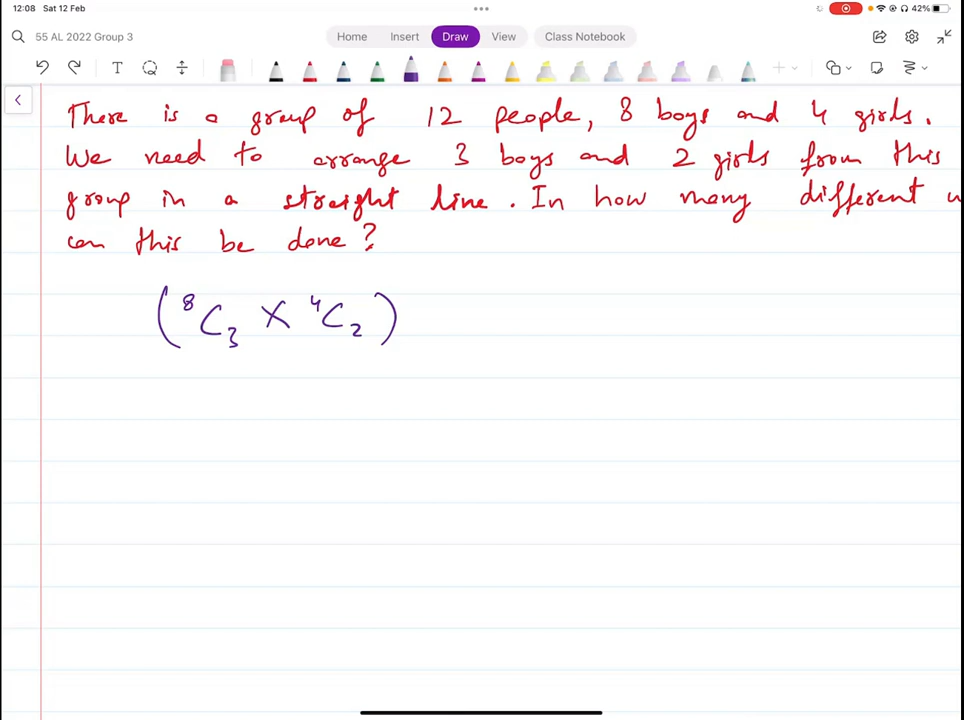 12:08 Sat 12 Feb
42%
55 AL 2022 Group 3
Home Insert Draw View Class Notebook
There is a group of 12 people, 8 boys and 4 girls.
We need to arrange 3 boys and 2 girls from this
group in a straight line. In how many different
can this be done?
(⁸C₃ X ⁴C₂)